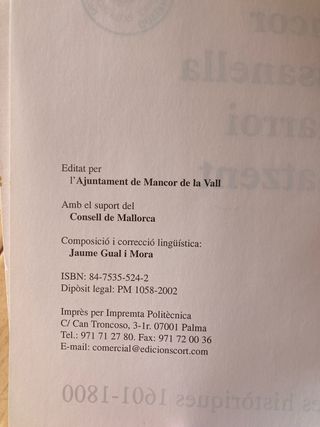 Editat per
l'Ajuntament de Mancor de la Vall
Amb el suport del
Consell de Mallorca
Composició i correcció lingüística:
Jaume Gual i Mora
ISBN: 84-7535-524-2
Dipòsit legal: PM 1058-2002
Imprès per Impremta Politècnica
C/ Can Troncoso, 3-1r. 07001 Palma
Tel.: 971 71 27 80. Fax: 971 72 00 36
E-mail: comercial@edicionscort.com